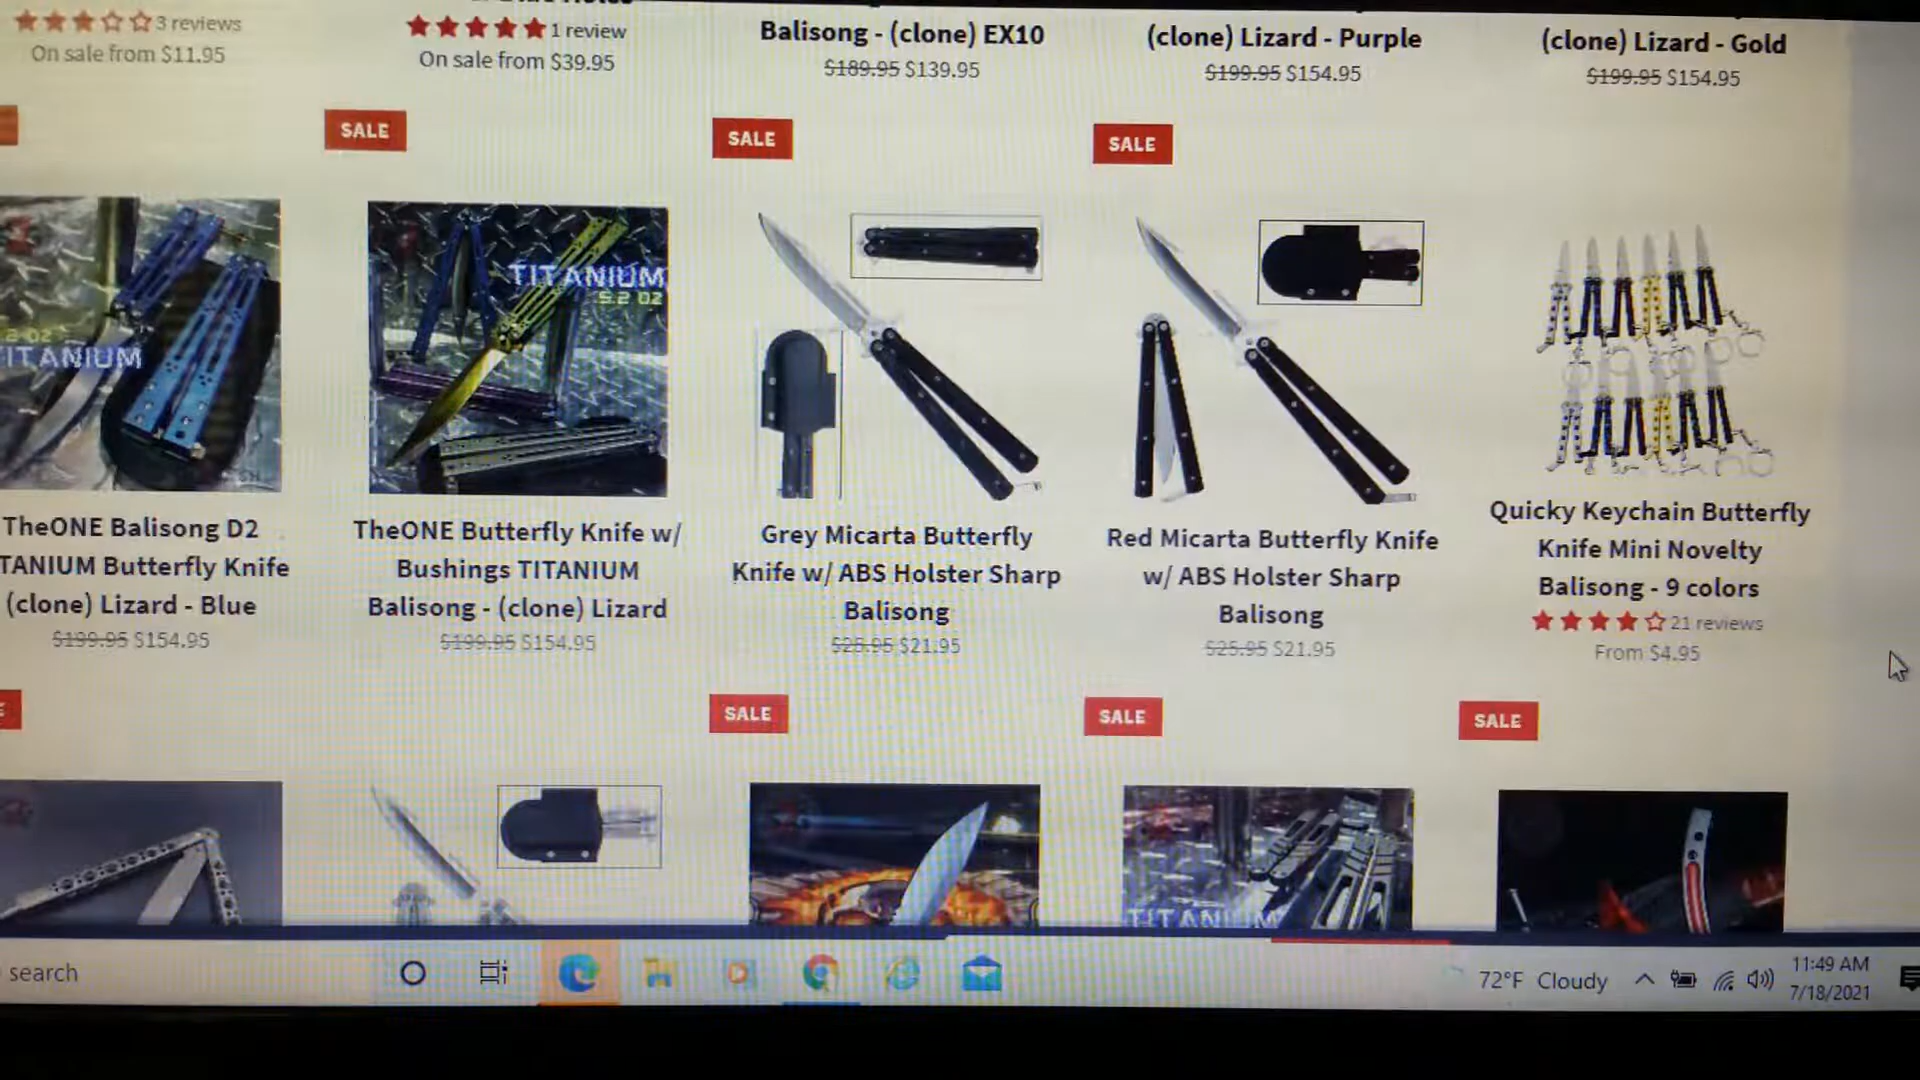 3 reviews
On sale from $11.95
1 review
On sale from $39.95
Balisong - (clone) EX10
$189.95 $139.95
(clone) Lizard - Purple
$199.95 $154.95
(clone) Lizard - Gold
$199.95 $154.95
SALE
SALE
SALE
TITANIUM
TITANIUM
S2 02
TheONE Balisong D2
TANIUM Butterfly Knife
(clone) Lizard - Blue
$199.95 $154.95
TheONE Butterfly Knife w/
Bushings TITANIUM
Balisong - (clone) Lizard
$199.95 $154.95
Grey Micarta Butterfly
Knife w/ ABS Holster Sharp
Balisong
$25.95 $21.95
Red Micarta Butterfly Knife
w/ ABS Holster Sharp
Balisong
$25.95 $21.95
Quicky Keychain Butterfly
Knife Mini Novelty
Balisong - 9 colors
21 reviews
From $4.95
SALE
SALE
SALE
TITANIUM
search
72°F Cloudy
11:49 AM
7/18/2021